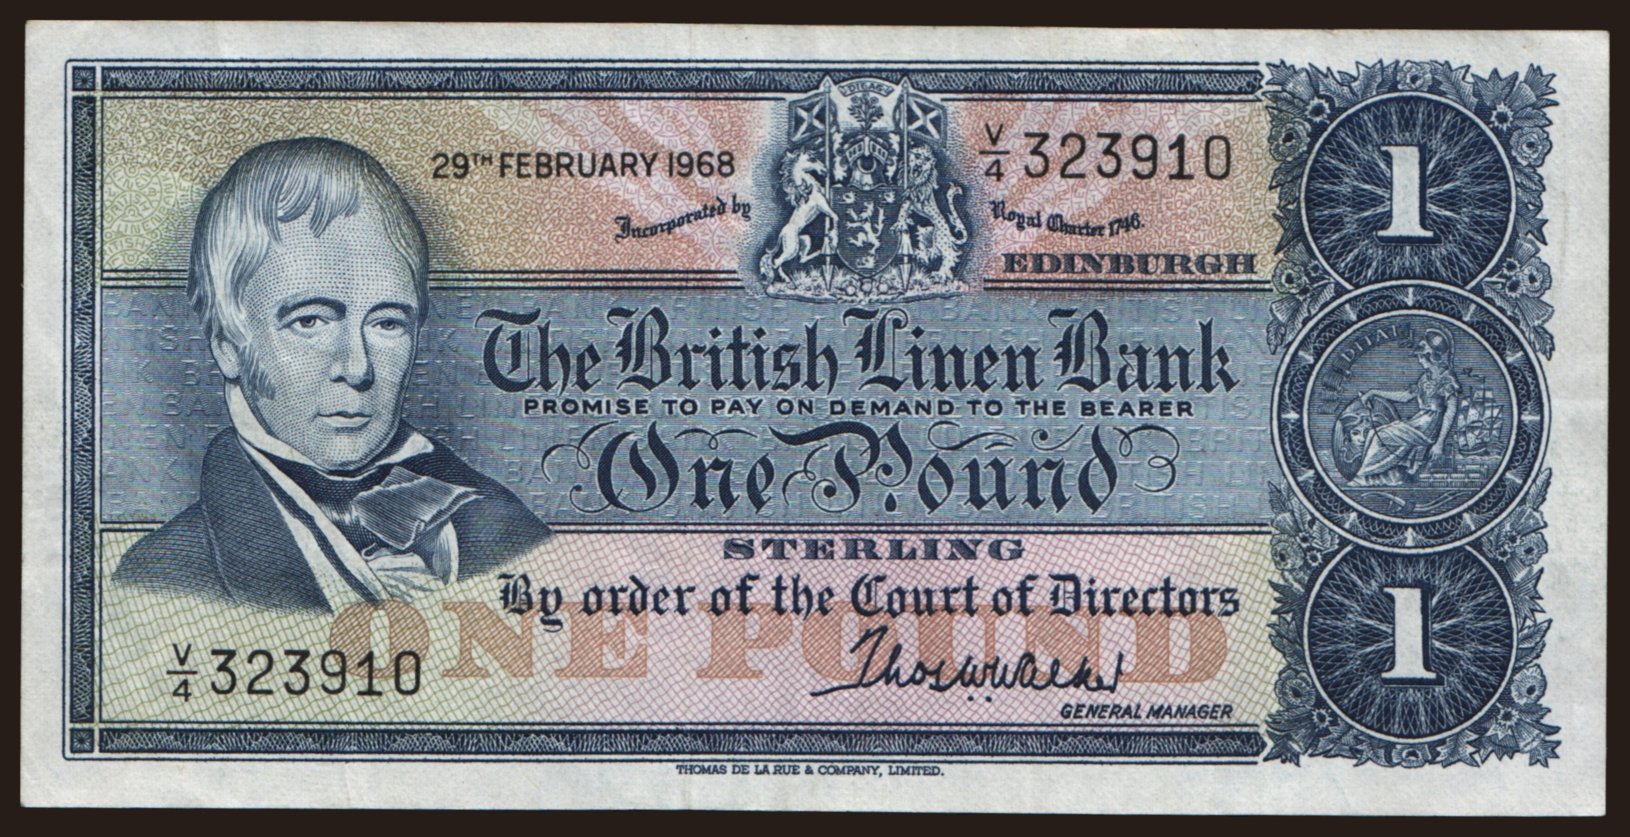 29TH FEBRUARY 1968
V/4 323910
Incorporated by
Royal Charter 1746.
EDINBURGH
The British Linen Bank
PROMISE TO PAY ON DEMAND TO THE BEARER
One Pound
STERLING
By order of the Court of Directors
ONE POUND
Thos W Walker
GENERAL MANAGER
V/4 323910
1
1
THOMAS DE LA RUE & COMPANY, LIMITED.